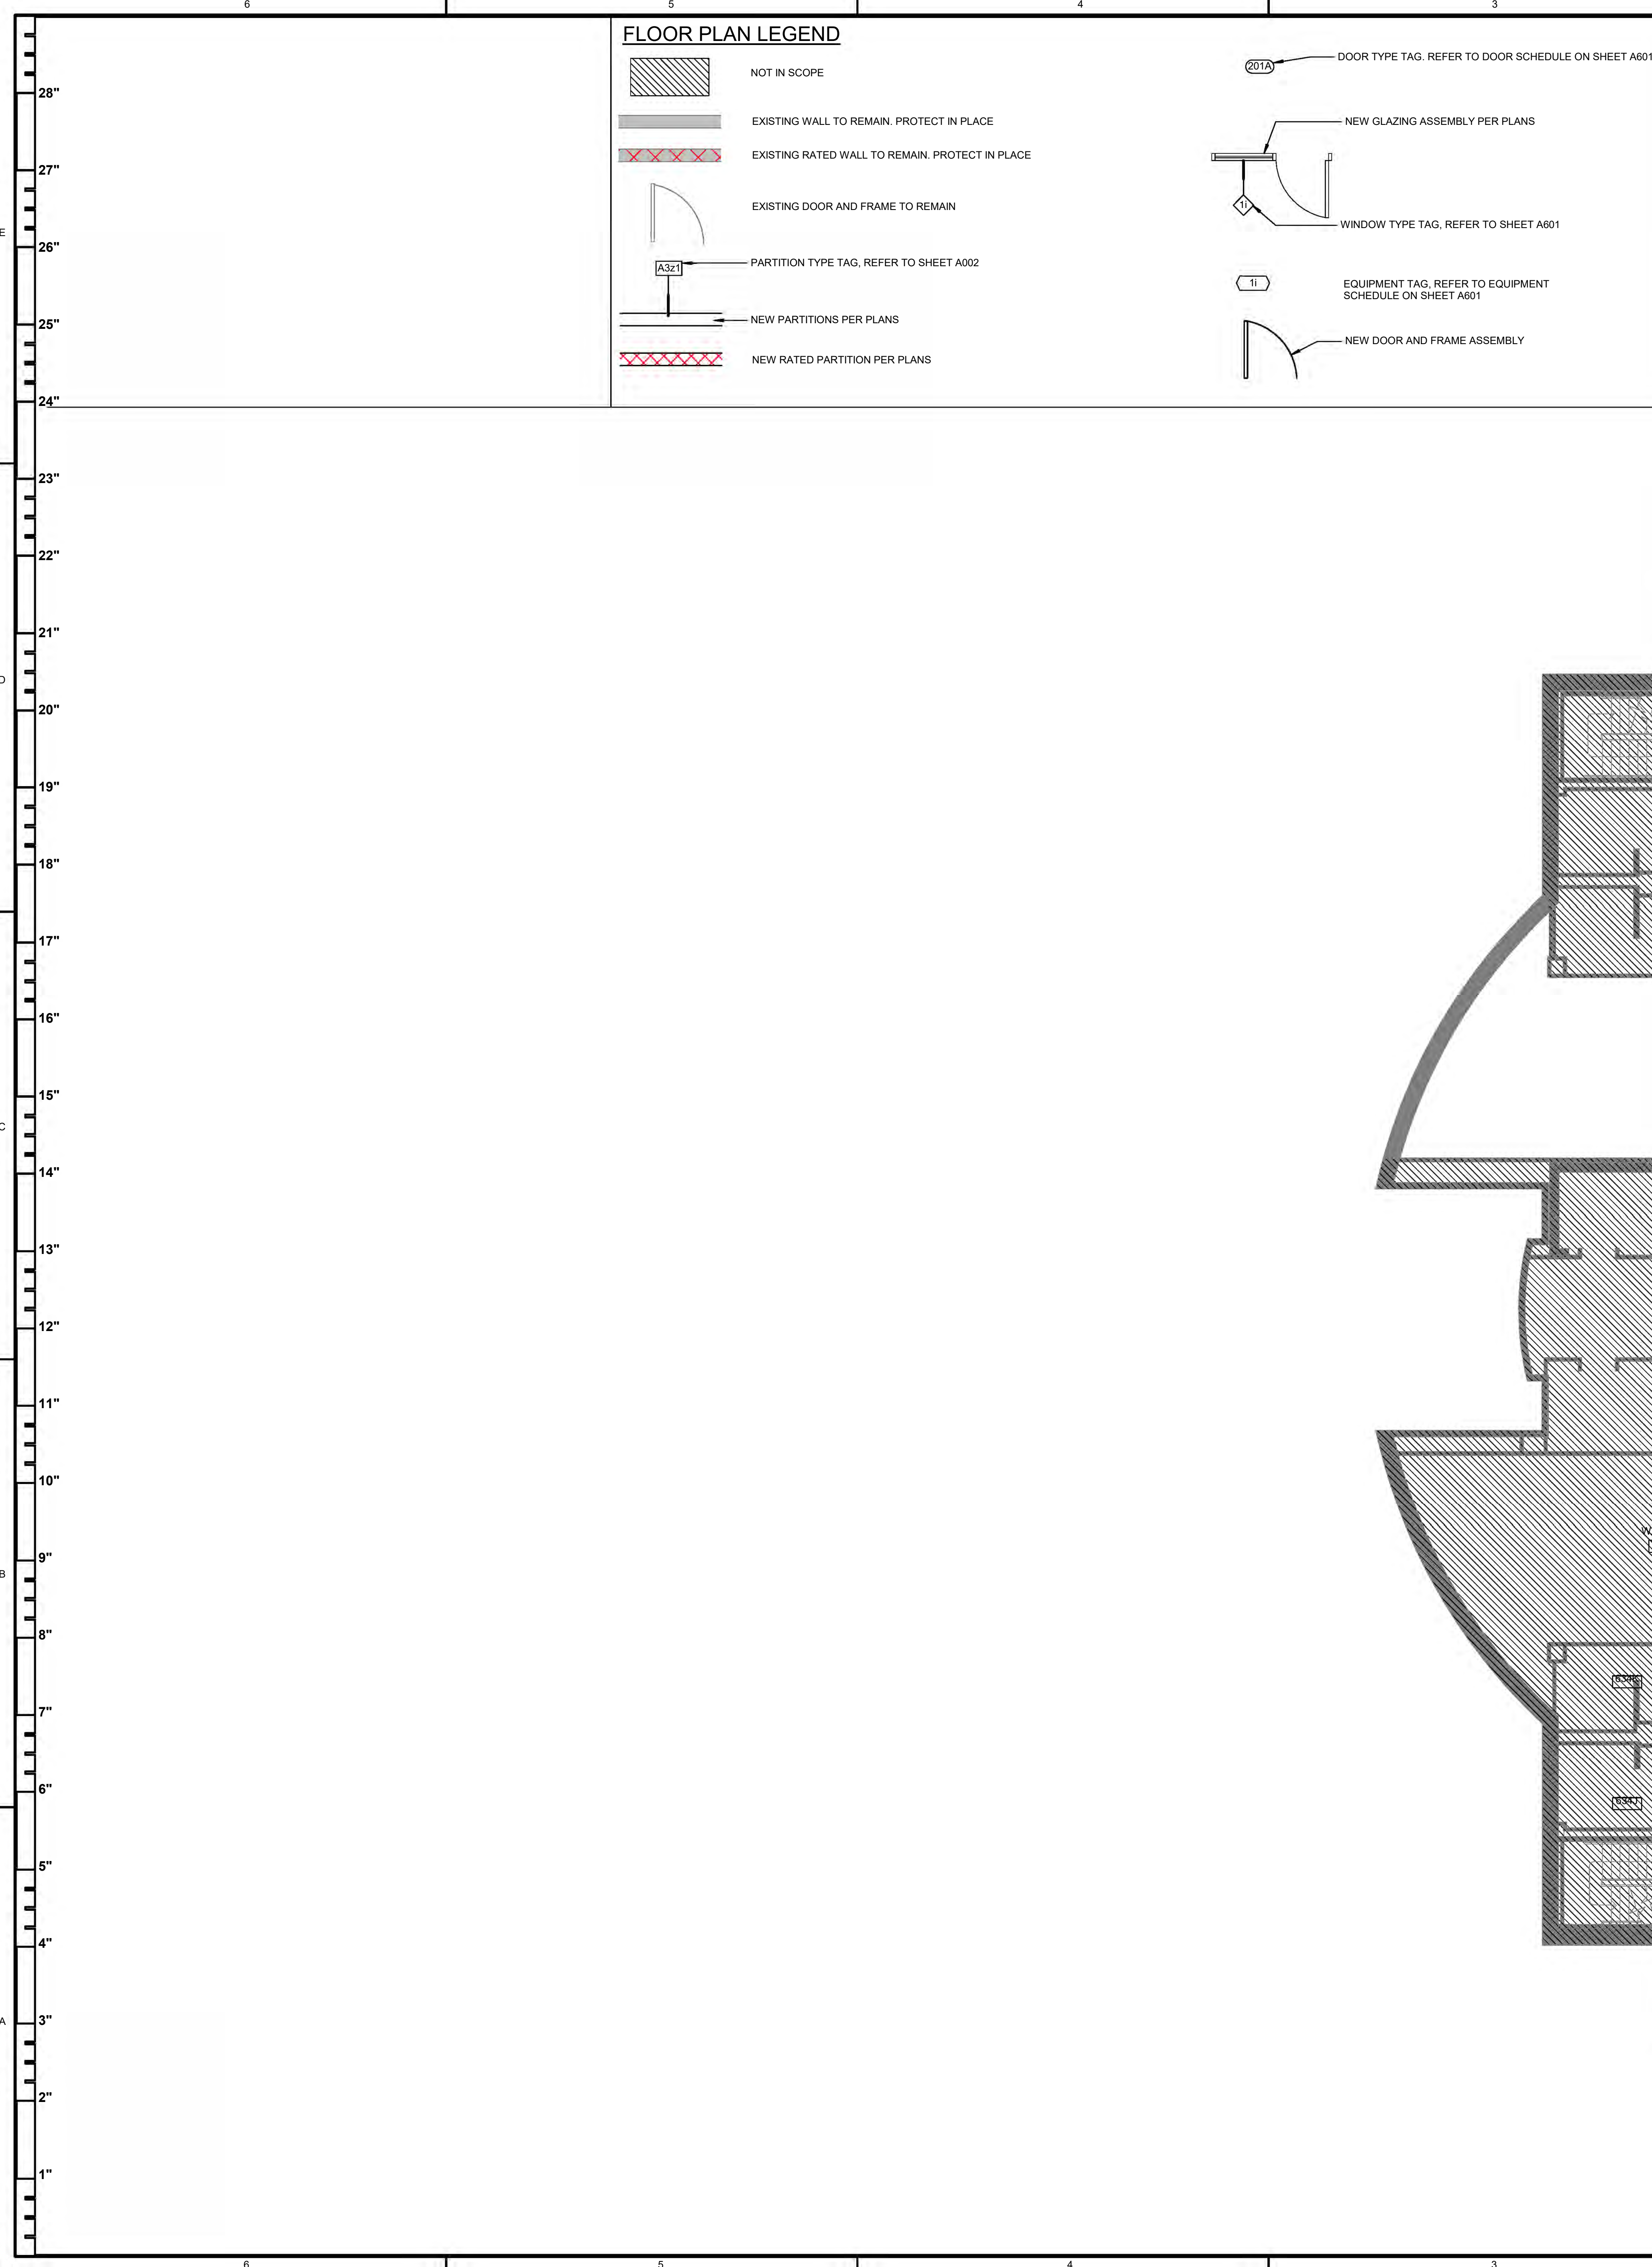 6 5 4 3
FLOOR PLAN LEGEND
NOT IN SCOPE
EXISTING WALL TO REMAIN. PROTECT IN PLACE
EXISTING RATED WALL TO REMAIN. PROTECT IN PLACE
EXISTING DOOR AND FRAME TO REMAIN
A3z1
PARTITION TYPE TAG, REFER TO SHEET A002
NEW PARTITIONS PER PLANS
NEW RATED PARTITION PER PLANS
201A
DOOR TYPE TAG. REFER TO DOOR SCHEDULE ON SHEET A601
NEW GLAZING ASSEMBLY PER PLANS
1i
WINDOW TYPE TAG, REFER TO SHEET A601
1i
EQUIPMENT TAG, REFER TO EQUIPMENT
SCHEDULE ON SHEET A601
NEW DOOR AND FRAME ASSEMBLY
28"
27"
E
26"
25"
24"
23"
22"
21"
D
20"
19"
18"
17"
16"
15"
C
14"
13"
12"
11"
10"
9"
W
B
8"
634K
7"
6"
634J
5"
4"
A
3"
2"
1"
6 5 4 3